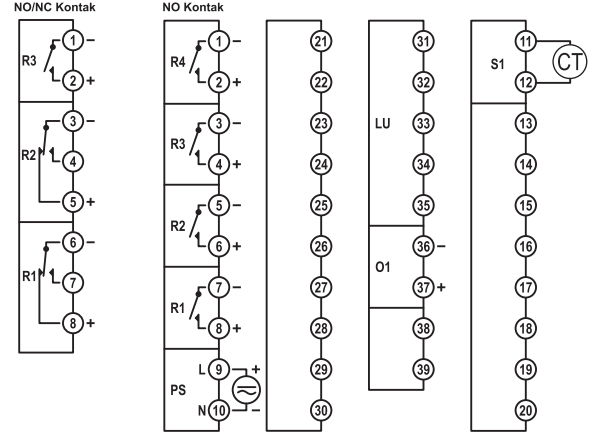 NO/NC Kontak
R3
1 −
2 +
R2
3 −
4
5 +
R1
6 −
7
8 +
NO Kontak
R4
1 −
2 +
R3
3 −
4 +
R2
5 −
6 +
R1
7 −
8 +
PS
L 9 +
N 10 −
21
22
23
24
25
26
27
28
29
30
LU
31
32
33
34
35
O1
36 −
37 +
38
39
S1
11
12
CT
13
14
15
16
17
18
19
20